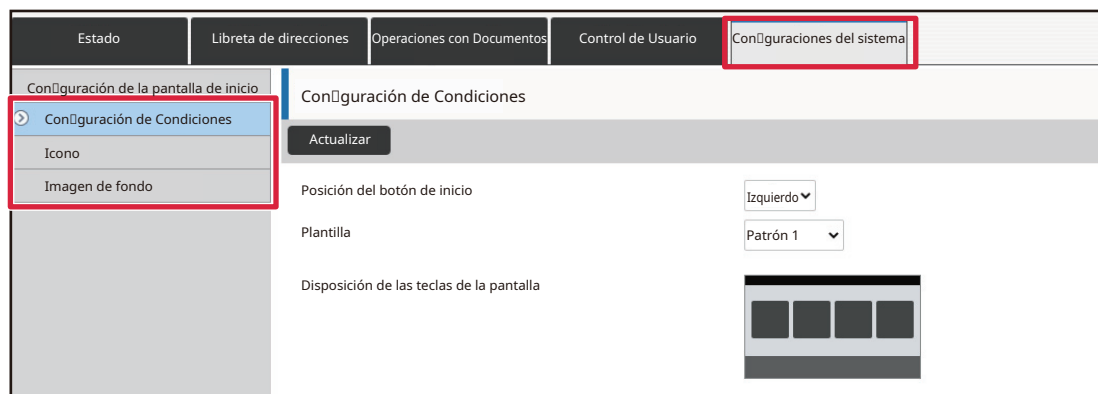 Estado
Libreta de direcciones
Operaciones con Documentos
Control de Usuario
Con▯guraciones del sistema
Con▯guración de la pantalla de inicio
Con▯guración de Condiciones
Icono
Imagen de fondo
Con▯guración de Condiciones
Actualizar
Posición del botón de inicio
Izquierdo
Plantilla
Patrón 1
Disposición de las teclas de la pantalla